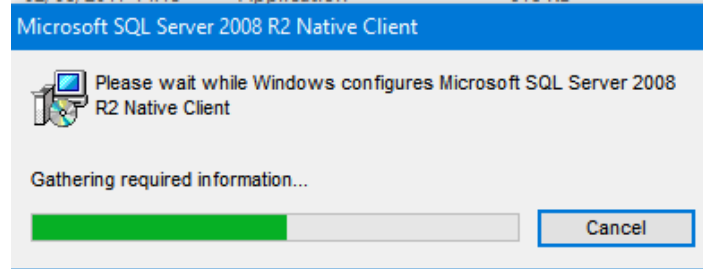 Microsoft SQL Server 2008 R2 Native Client
Please wait while Windows configures Microsoft SQL Server 2008
R2 Native Client
Gathering required information...
Cancel